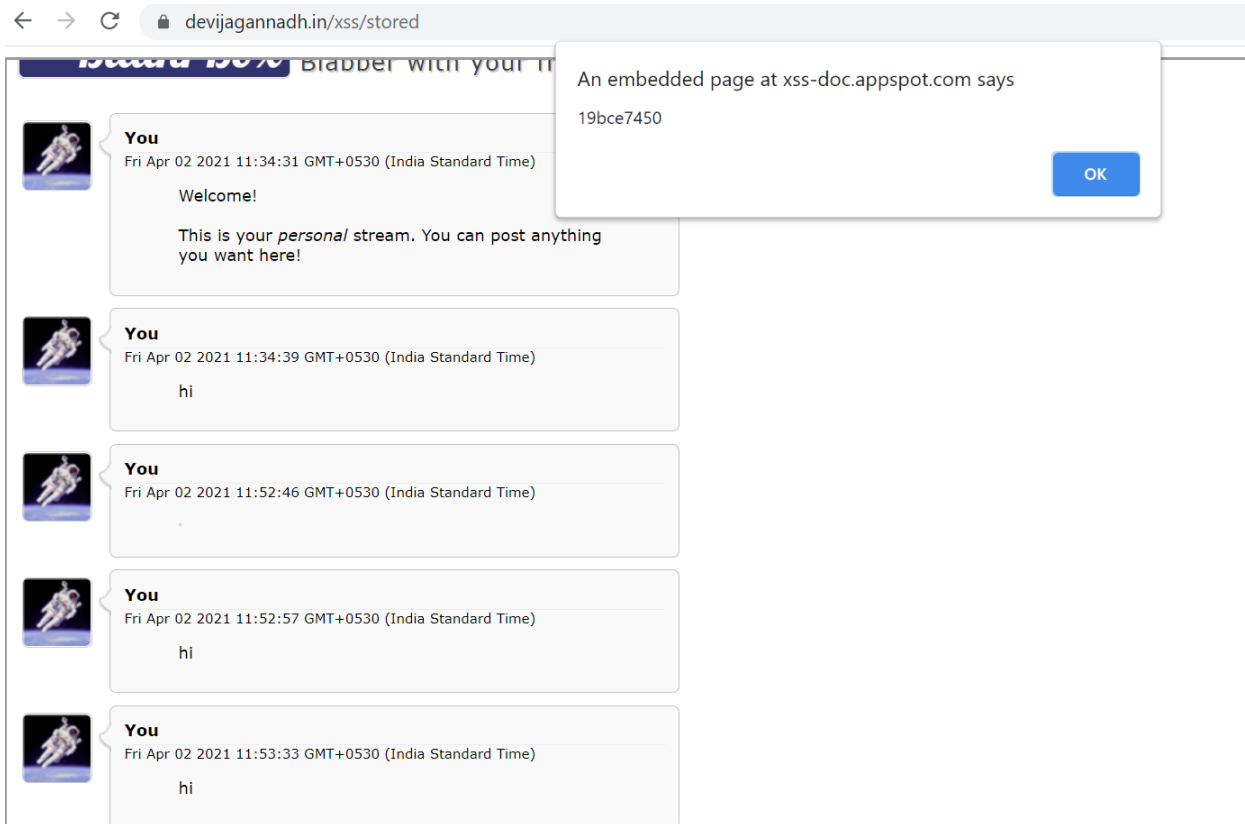 devijagannadh.in/xss/stored
Blabber with your
An embedded page at xss-doc.appspot.com says
19bce7450
OK
You
Fri Apr 02 2021 11:34:31 GMT+0530 (India Standard Time)
Welcome!
This is your personal stream. You can post anything
you want here!
You
Fri Apr 02 2021 11:34:39 GMT+0530 (India Standard Time)
hi
You
Fri Apr 02 2021 11:52:46 GMT+0530 (India Standard Time)
.
You
Fri Apr 02 2021 11:52:57 GMT+0530 (India Standard Time)
hi
You
Fri Apr 02 2021 11:53:33 GMT+0530 (India Standard Time)
hi